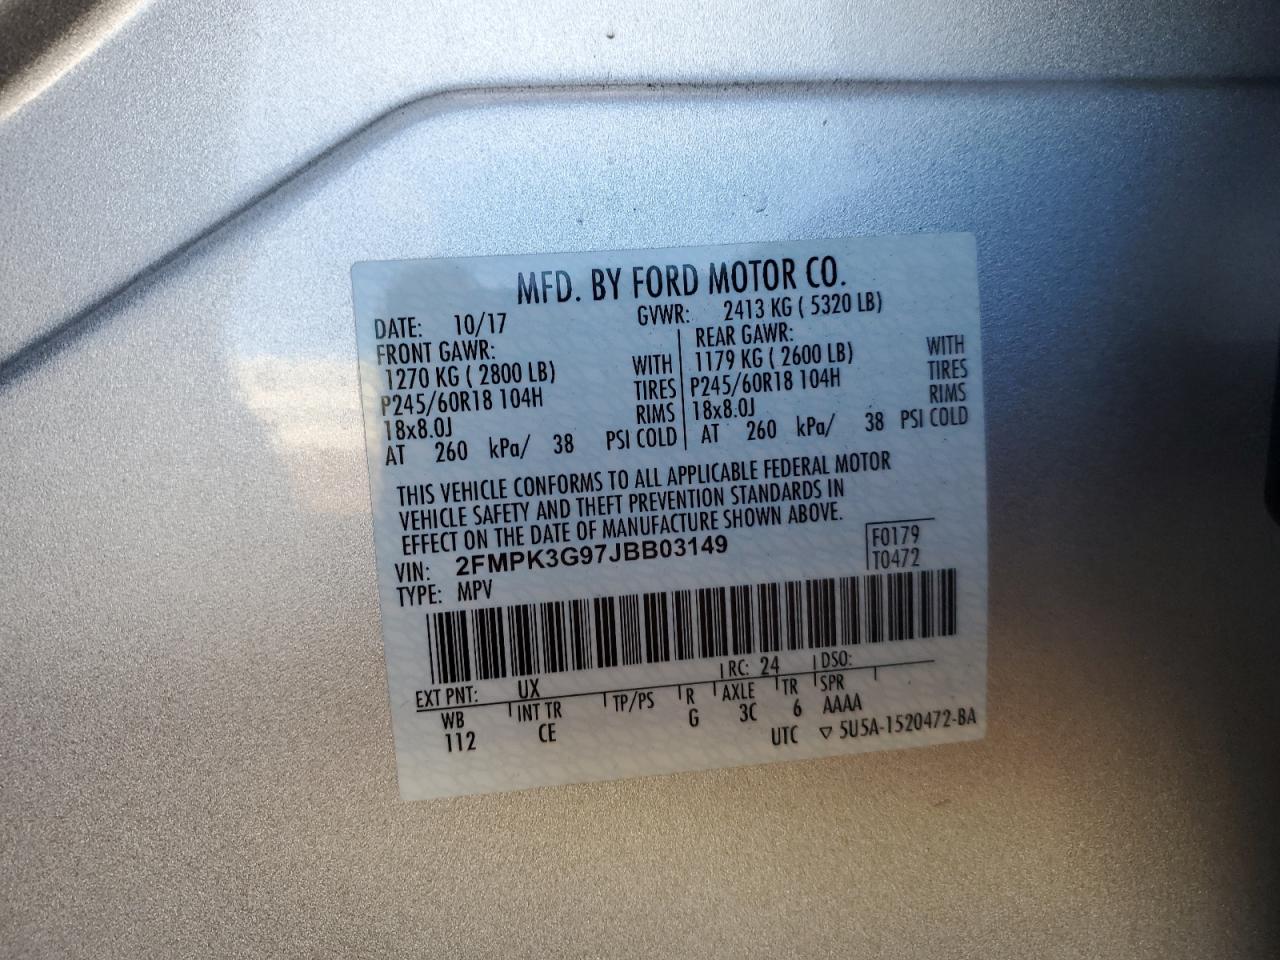 MFD. BY FORD MOTOR CO.
DATE: 10/17 GVWR: 2413 KG ( 5320 LB)
FRONT GAWR: REAR GAWR:
1270 KG ( 2800 LB) WITH 1179 KG ( 2600 LB) WITH
P245/60R18 104H TIRES P245/60R18 104H TIRES
18x8.0J RIMS 18x8.0J RIMS
AT 260 kPa/ 38 PSI COLD AT 260 kPa/ 38 PSI COLD
THIS VEHICLE CONFORMS TO ALL APPLICABLE FEDERAL MOTOR
VEHICLE SAFETY AND THEFT PREVENTION STANDARDS IN
EFFECT ON THE DATE OF MANUFACTURE SHOWN ABOVE.
VIN: 2FMPK3G97JBB03149 F0179
TYPE: MPV T0472
EXT PNT: UX RC: 24 DSO:
WB INT TR TP/PS R AXLE TR SPR
112 CE G 3C 6 AAAA
UTC ▽ 5U5A-1520472-BA